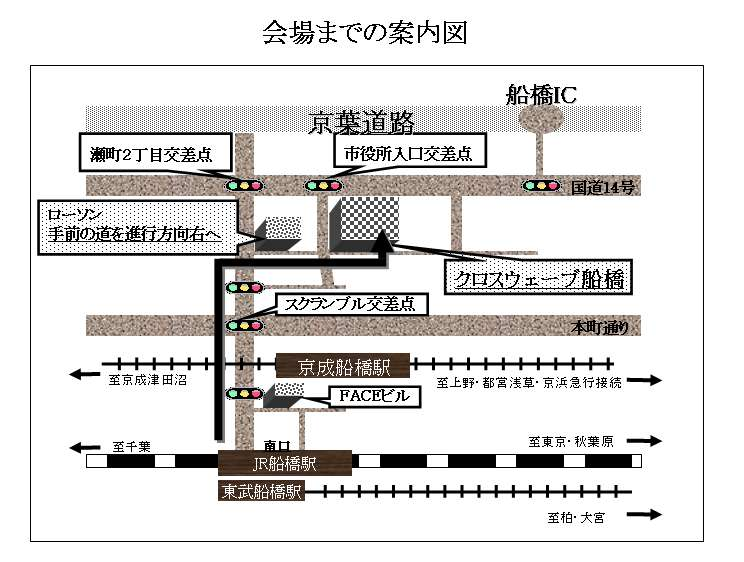 会場までの案内図
船橋IC
京葉道路
瀬町2丁目交差点
市役所入口交差点
国道14号
ローソン
手前の道を進行方向右へ
クロスウェーブ船橋
スクランブル交差点
本町通り
京成船橋駅
至京成津田沼
至上野・都営浅草・京浜急行接続
FACEビル
至千葉
南口
至東京・秋葉原
JR船橋駅
東武船橋駅
至柏・大宮